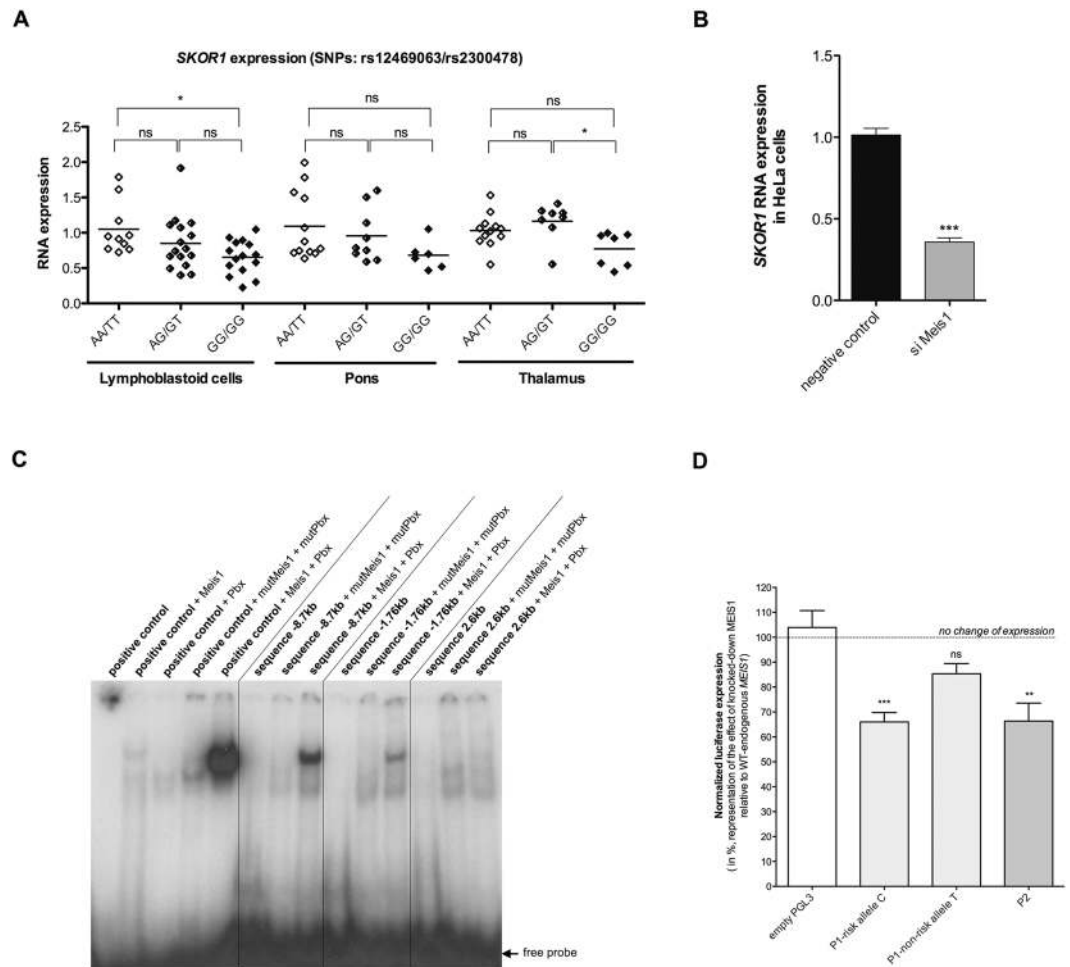 A
SKOR1 expression (SNPs: rs12469063/rs2300478)
* ns ns
ns ns ns * ns ns
2.5
2.0
1.5
1.0
0.5
0.0
RNA expression
AA/TT AG/GT GG/GG AA/TT AG/GT GG/GG AA/TT AG/GT GG/GG
Lymphoblastoid cells Pons Thalamus
B
SKOR1 RNA expression
in HeLa cells
1.5
1.0
0.5
0.0
***
negative control
si Meis1
C
positive control
positive control + Meis1
positive control + Pbx
positive control + mutMeis1 + mutPbx
positive control + Meis1 + Pbx
sequence -8.7kb
sequence -8.7kb + mutMeis1 + mutPbx
sequence -8.7kb + Meis1 + Pbx
sequence -1.76kb
sequence -1.76kb + mutMeis1 + mutPbx
sequence -1.76kb + Meis1 + Pbx
sequence 2.6kb
sequence 2.6kb + mutMeis1 + mutPbx
sequence 2.6kb + Meis1 + Pbx
free probe
D
Normalized luciferase expression
( in %, representation of the effect of knocked-down MEIS1
relative to WT-endogenous MEIS1)
120
110
100
90
80
70
60
50
40
30
20
10
0
no change of expression
*** ns **
empty PGL3
P1-risk allele C
P1-non-risk allele T
P2